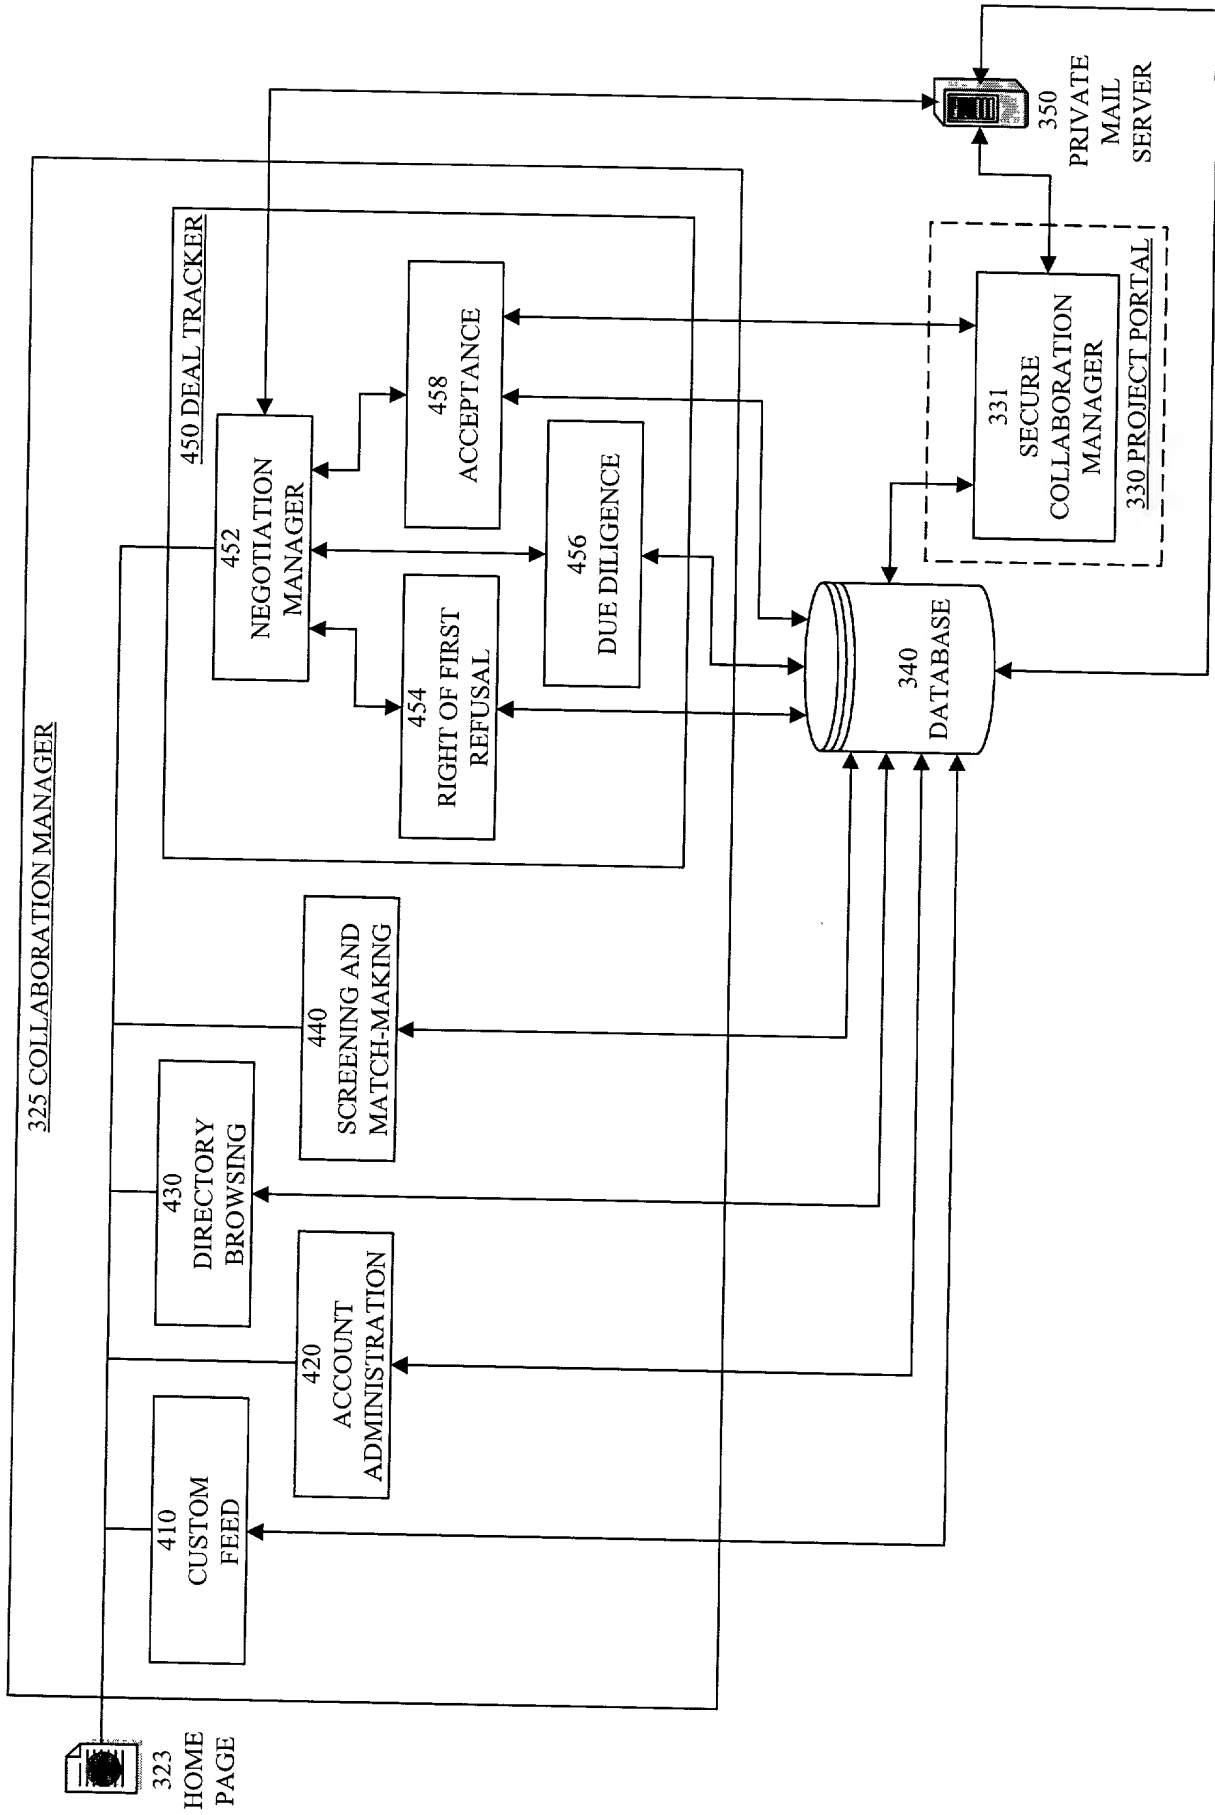 325 COLLABORATION MANAGER
323
HOME
PAGE
410
CUSTOM
FEED
420
ACCOUNT
ADMINISTRATION
430
DIRECTORY
BROWSING
440
SCREENING AND
MATCH-MAKING
450 DEAL TRACKER
452
NEGOTIATION
MANAGER
454
RIGHT OF FIRST
REFUSAL
456
DUE DILIGENCE
458
ACCEPTANCE
340
DATABASE
331
SECURE
COLLABORATION
MANAGER
330 PROJECT PORTAL
350
PRIVATE
MAIL
SERVER